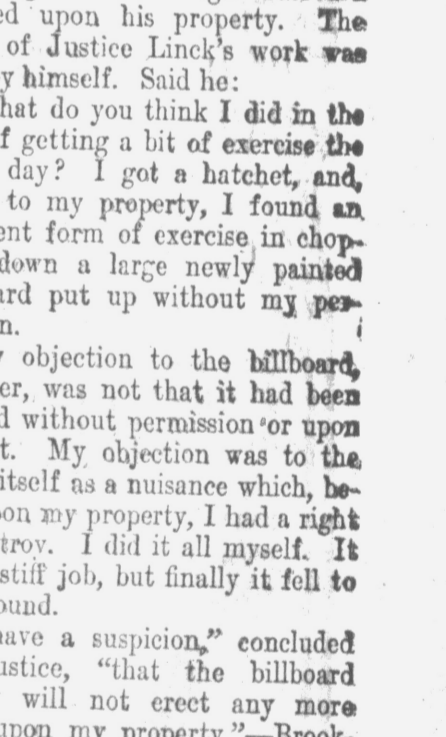 ed upon his property. The
of Justice Linck's work was
y himself. Said he:
hat do you think I did in the
f getting a bit of exercise the
day? I got a hatchet, and,
to my property, I found an
ent form of exercise in chop-
down a large newly painted
ard put up without my per-
n.
y objection to the billboard,
er, was not that it had been
d without permission or upon
t. My objection was to the
itself as a nuisance which, be-
pon my property, I had a right
troy. I did it all myself. It
stiff job, but finally it fell to
ound.
have a suspicion," concluded
ustice, "that the billboard
will not erect any more
upon my property."—Brook-